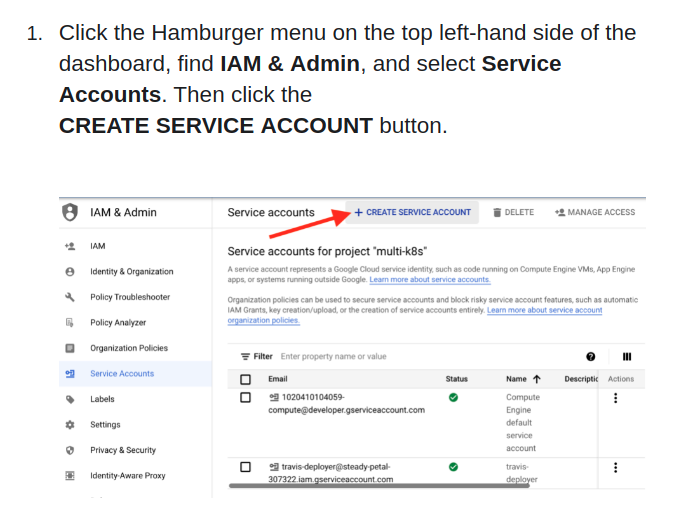 1. Click the Hamburger menu on the top left-hand side of the
dashboard, find IAM & Admin, and select Service
Accounts. Then click the
CREATE SERVICE ACCOUNT button.
IAM & Admin
Service accounts
+ CREATE SERVICE ACCOUNT
DELETE
MANAGE ACCESS
IAM
Identity & Organization
Policy Troubleshooter
Policy Analyzer
Organization Policies
Service Accounts
Labels
Settings
Privacy & Security
Identity-Aware Proxy
Service accounts for project "multi-k8s"
A service account represents a Google Cloud service identity, such as code running on Compute Engine VMs, App Engine
apps, or systems running outside Google. Learn more about service accounts.
Organization policies can be used to secure service accounts and block risky service account features, such as automatic
IAM Grants, key creation/upload, or the creation of service accounts entirely. Learn more about service account
organization policies.
Filter Enter property name or value
Email Status Name Descriptic Actions
1020410104059-
compute@developer.gserviceaccount.com
Compute
Engine
default
service
account
travis-deployer@steady-petal-
307322.iam.gserviceaccount.com
travis-
deployer